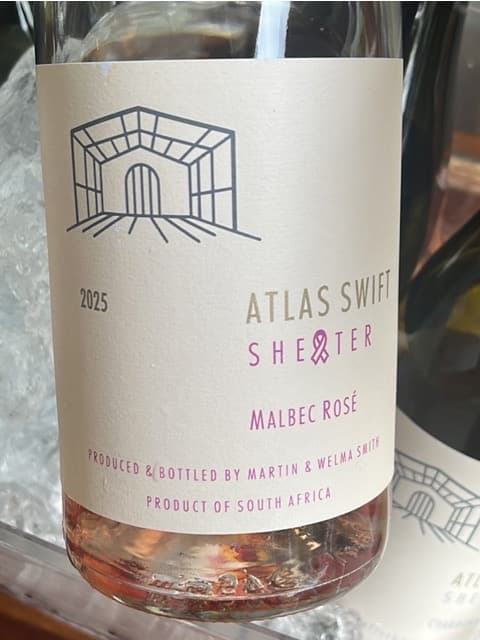 2025
ATLAS SWIFT
SHELTER
MALBEC ROSÉ
PRODUCED & BOTTLED BY MARTIN & WELMA SMITH
PRODUCT OF SOUTH AFRICA